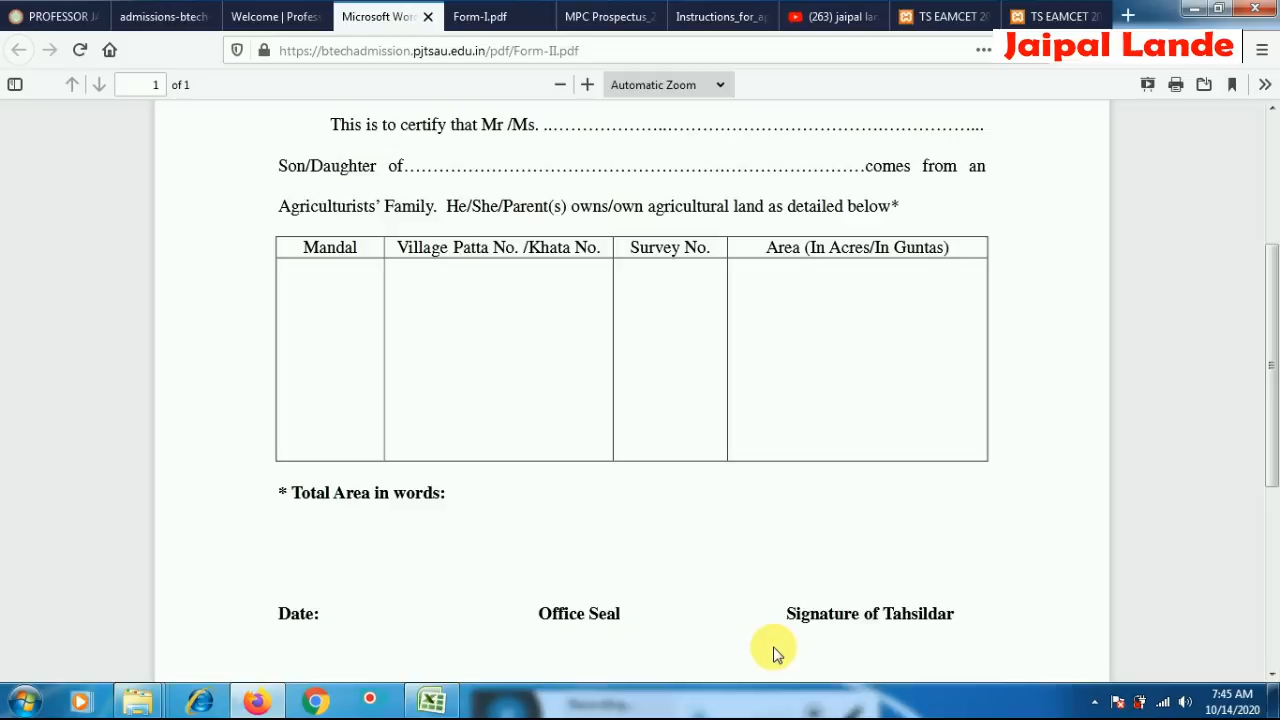 PROFESSOR J
admissions-btech
Welcome | Profess
Microsoft Wor
Form-I.pdf
MPC Prospectus_2
Instructions_for_ap
(263) jaipal lan
TS EAMCET 20
TS EAMCET 20
https://btechadmission.pjtsau.edu.in/pdf/Form-II.pdf
Jaipal Lande
1 of 1
Automatic Zoom
This is to certify that Mr /Ms. ..………………..……………………………….……………...
Son/Daughter of……………………………………………….……………………comes from an
Agriculturists’ Family. He/She/Parent(s) owns/own agricultural land as detailed below*
Mandal Village Patta No. /Khata No. Survey No. Area (In Acres/In Guntas)
* Total Area in words:
Date: Office Seal Signature of Tahsildar
7:45 AM
10/14/2020